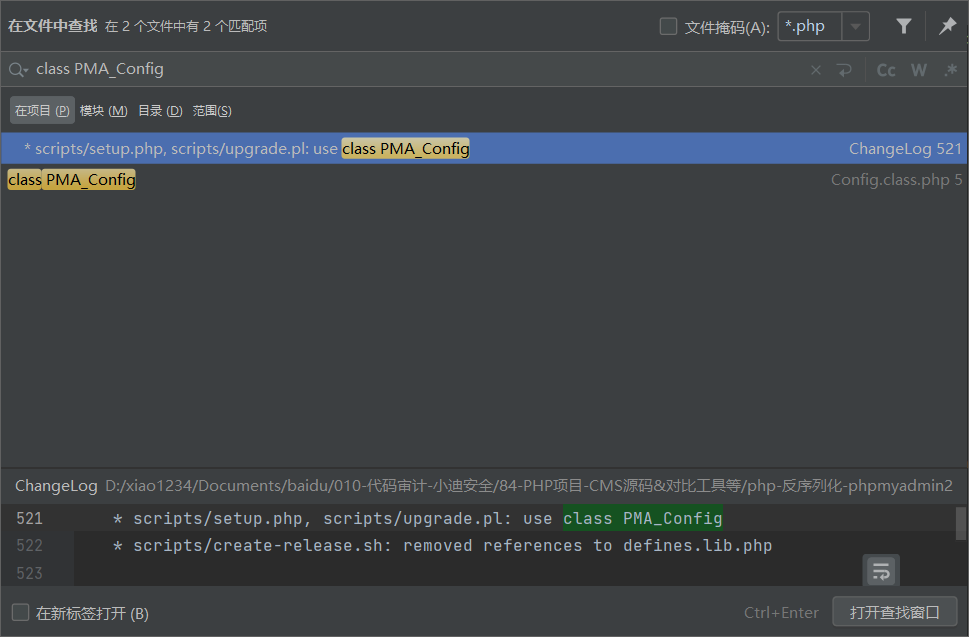 在文件中查找 在 2 个文件中有 2 个匹配项 文件掩码(A): *.php
class PMA_Config Cc W .*
在项目 (P) 模块 (M) 目录 (D) 范围(S)
* scripts/setup.php, scripts/upgrade.pl: use class PMA_Config ChangeLog 521
class PMA_Config Config.class.php 5
ChangeLog D:/xiao1234/Documents/baidu/010-代码审计-小迪安全/84-PHP项目-CMS源码&对比工具等/php-反序列化-phpmyadmin2
521 * scripts/setup.php, scripts/upgrade.pl: use class PMA_Config
522 * scripts/create-release.sh: removed references to defines.lib.php
523
在新标签打开 (B) Ctrl+Enter 打开查找窗口